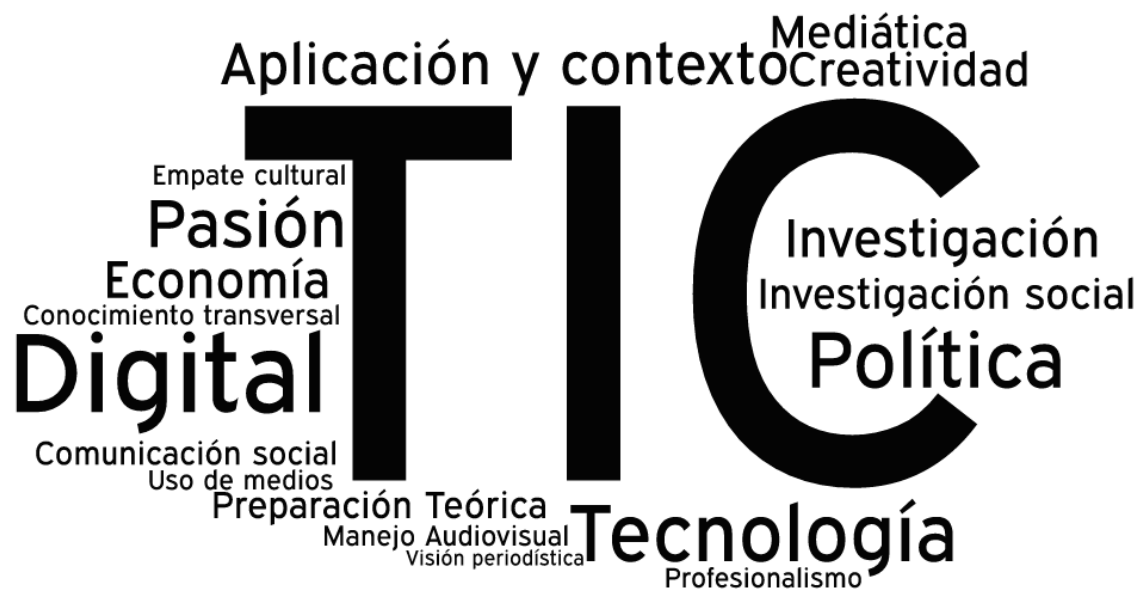 Mediática
Aplicación y contexto
Creatividad
TIC
Empate cultural
Pasión
Investigación
Economía
Investigación social
Conocimiento transversal
Política
Digital
Comunicación social
Uso de medios
Preparación Teórica
Manejo Audiovisual
Tecnología
Visión periodística
Profesionalismo